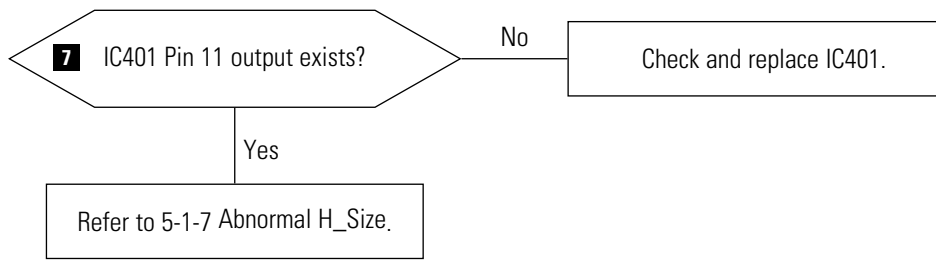 7 IC401 Pin 11 output exists?
No
Check and replace IC401.
Yes
Refer to 5-1-7 Abnormal H_Size.